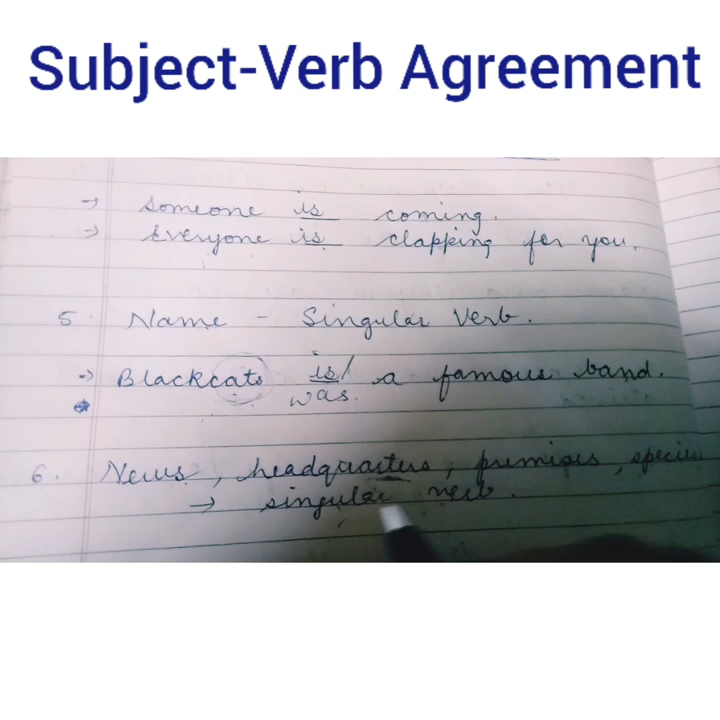 Subject-Verb Agreement
→ Someone is coming.
→ Everyone is clapping for you.
5. Name - Singular Verb.
→ Blackcats is/ a famous band.
was.
6. News, headquarters, premises, species
→ singular verb.